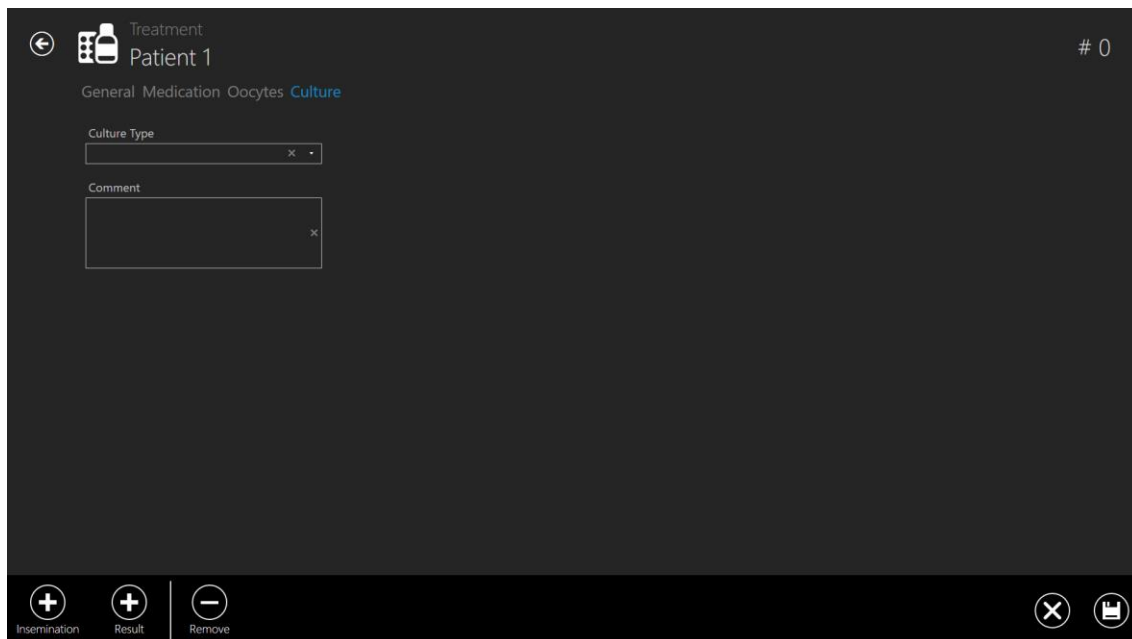 Treatment
Patient 1
# 0
General Medication Oocytes Culture
Culture Type
Comment
Insemination Result Remove